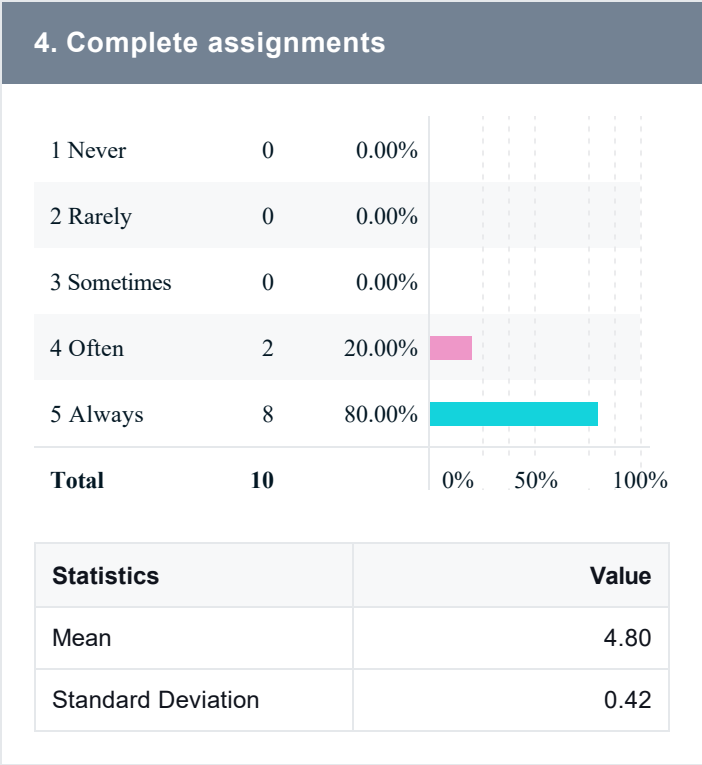 4. Complete assignments
1 Never 0 0.00%
2 Rarely 0 0.00%
3 Sometimes 0 0.00%
4 Often 2 20.00%
5 Always 8 80.00%
Total 10 0% 50% 100%
Statistics Value
Mean 4.80
Standard Deviation 0.42